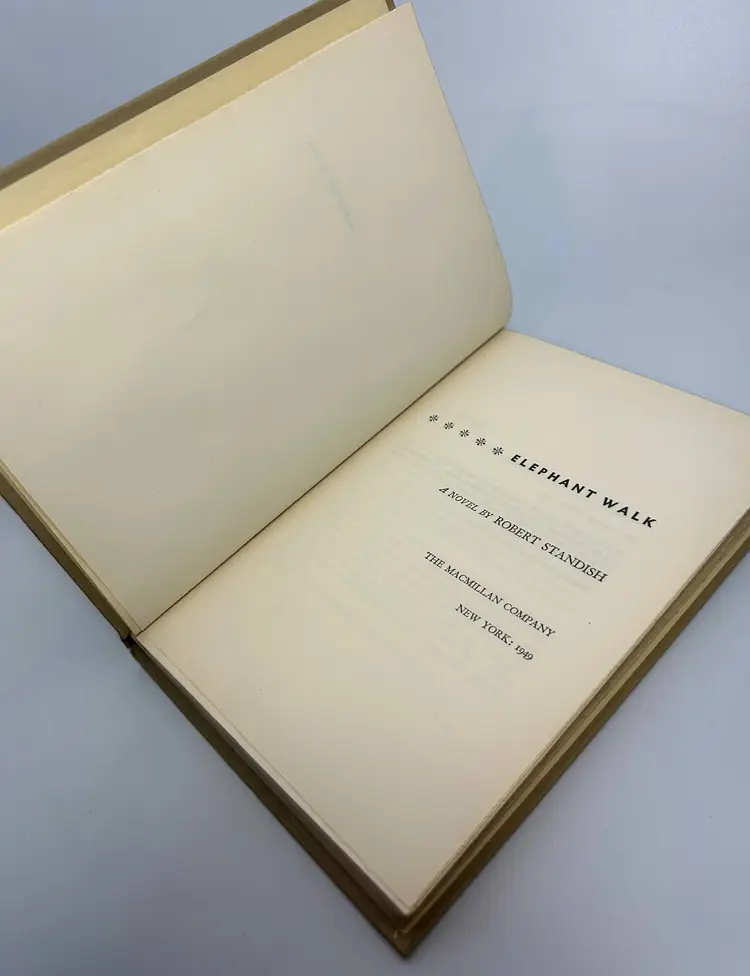 ***** ELEPHANT WALK
A NOVEL BY ROBERT STANDISH
THE MACMILLAN COMPANY
NEW YORK: 1949